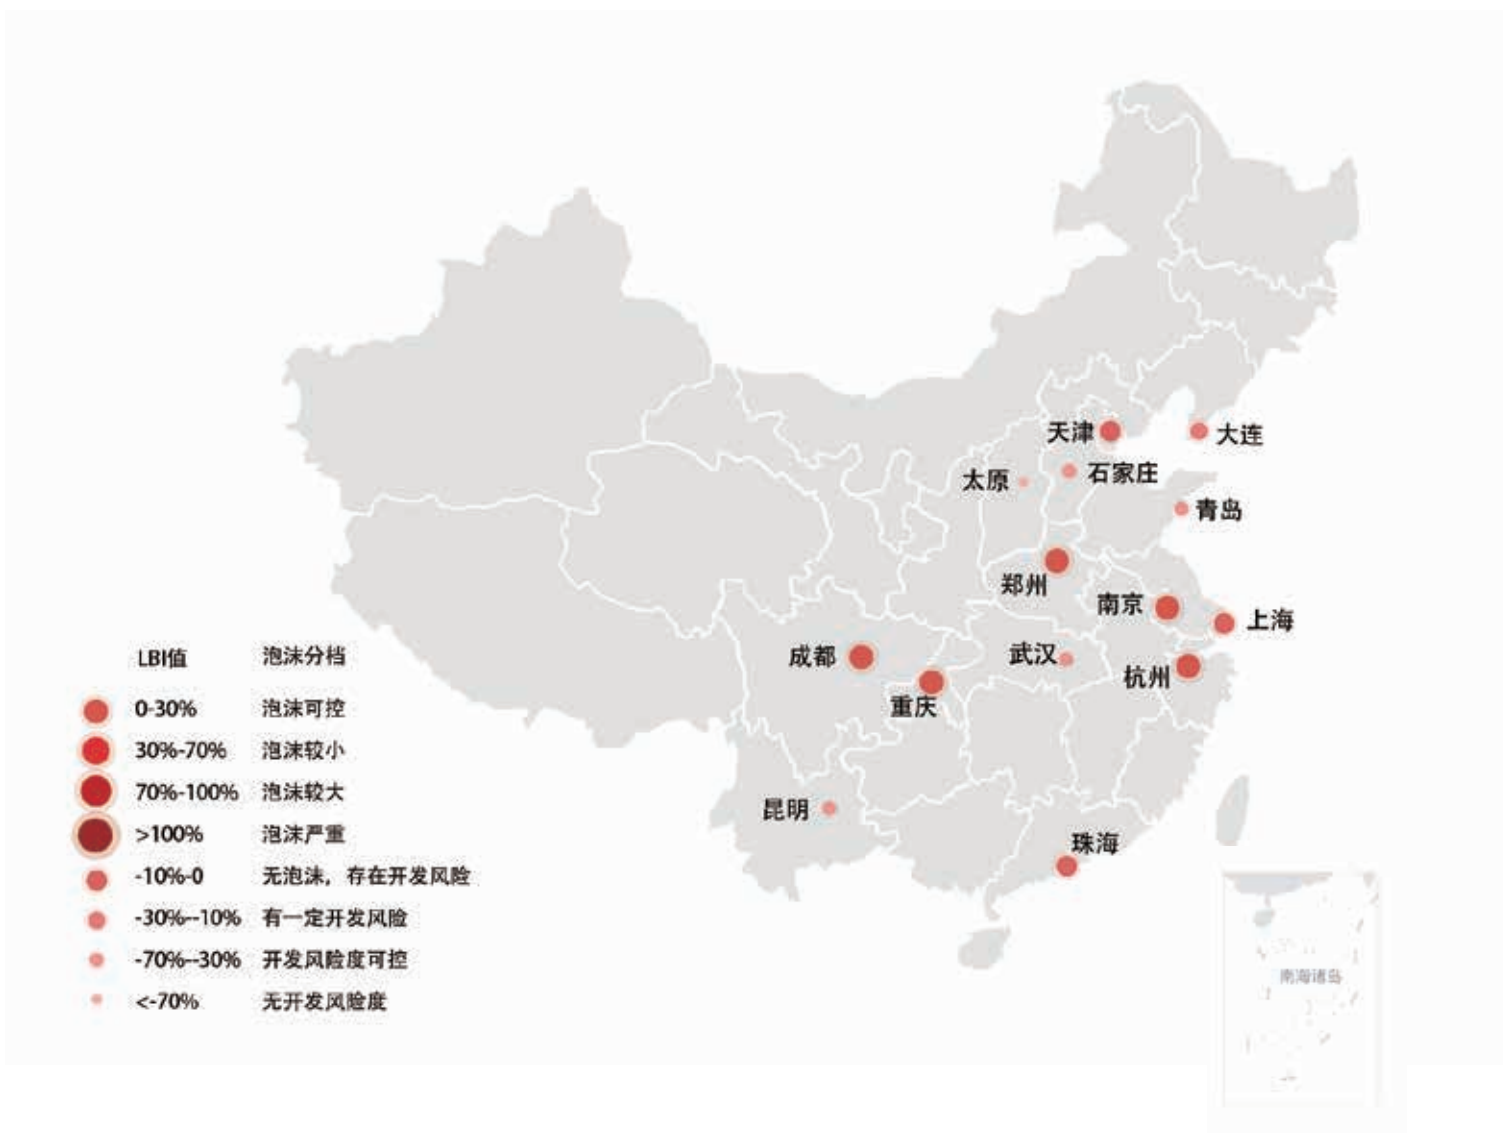 天津
大连
太原
石家庄
青岛
郑州
南京
上海
成都
武汉
杭州
重庆
昆明
珠海
LBI值 泡沫分档
0-30% 泡沫可控
30%-70% 泡沫较小
70%-100% 泡沫较大
>100% 泡沫严重
-10%-0 无泡沫，存在开发风险
-30%--10% 有一定开发风险
-70%--30% 开发风险度可控
<-70% 无开发风险度
南海诸岛